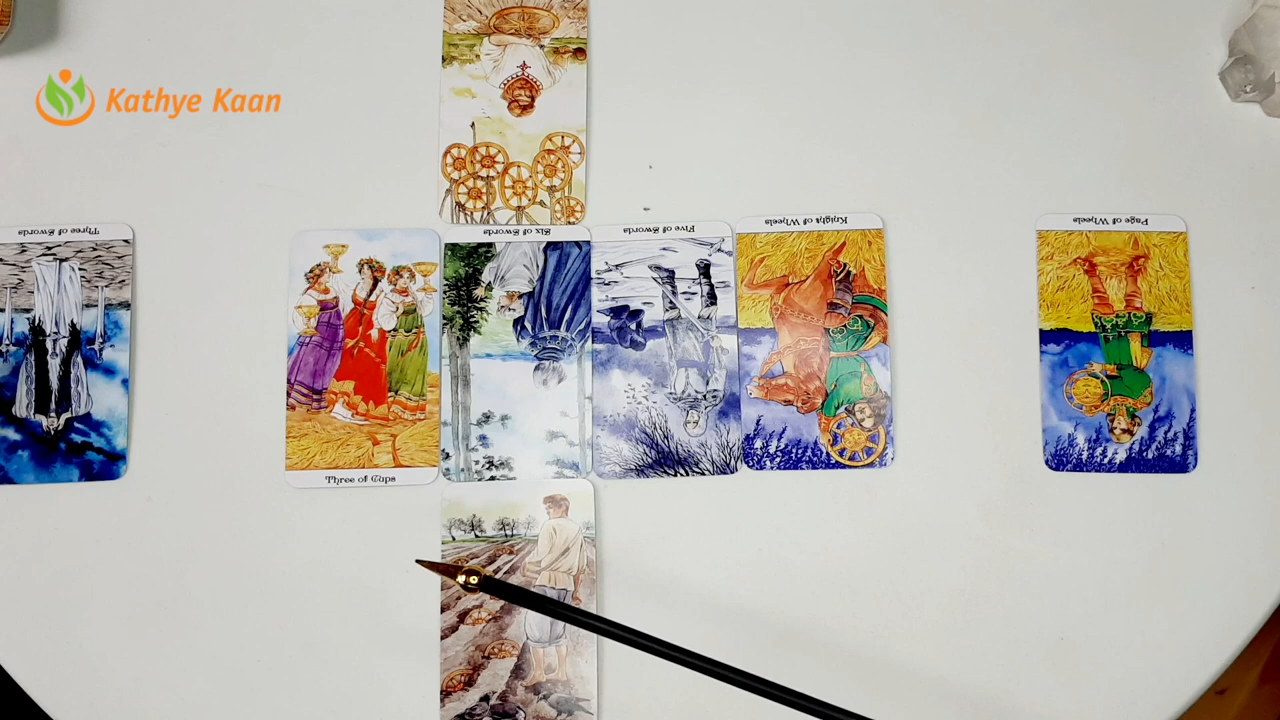 Kathye Kaan
Three of Swords
Six of Swords
Five of Swords
Knight of Wheels
Page of Wheels
Three of Cups